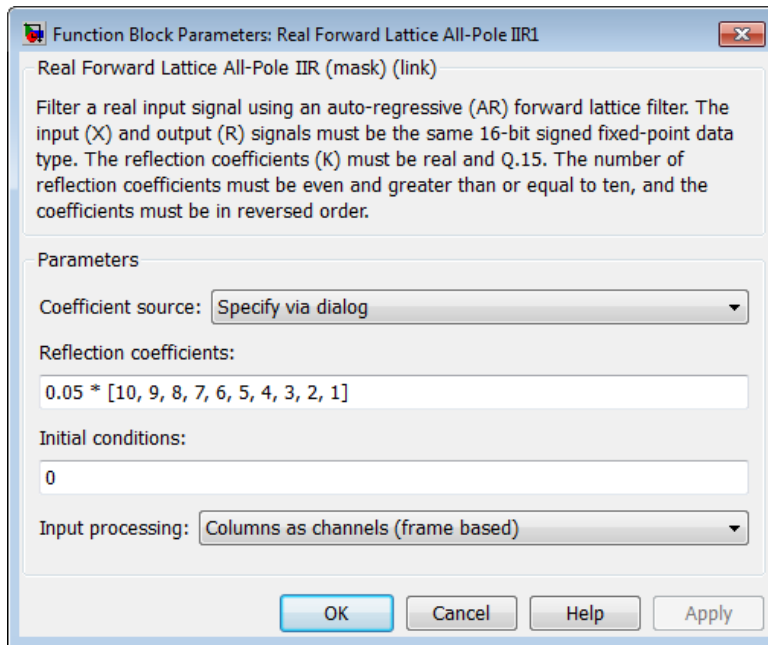 Function Block Parameters: Real Forward Lattice All-Pole IIR1
Real Forward Lattice All-Pole IIR (mask) (link)
Filter a real input signal using an auto-regressive (AR) forward lattice filter. The
input (X) and output (R) signals must be the same 16-bit signed fixed-point data
type. The reflection coefficients (K) must be real and Q.15. The number of
reflection coefficients must be even and greater than or equal to ten, and the
coefficients must be in reversed order.
Parameters
Coefficient source: Specify via dialog
Reflection coefficients:
0.05 * [10, 9, 8, 7, 6, 5, 4, 3, 2, 1]
Initial conditions:
0
Input processing: Columns as channels (frame based)
OK Cancel Help Apply